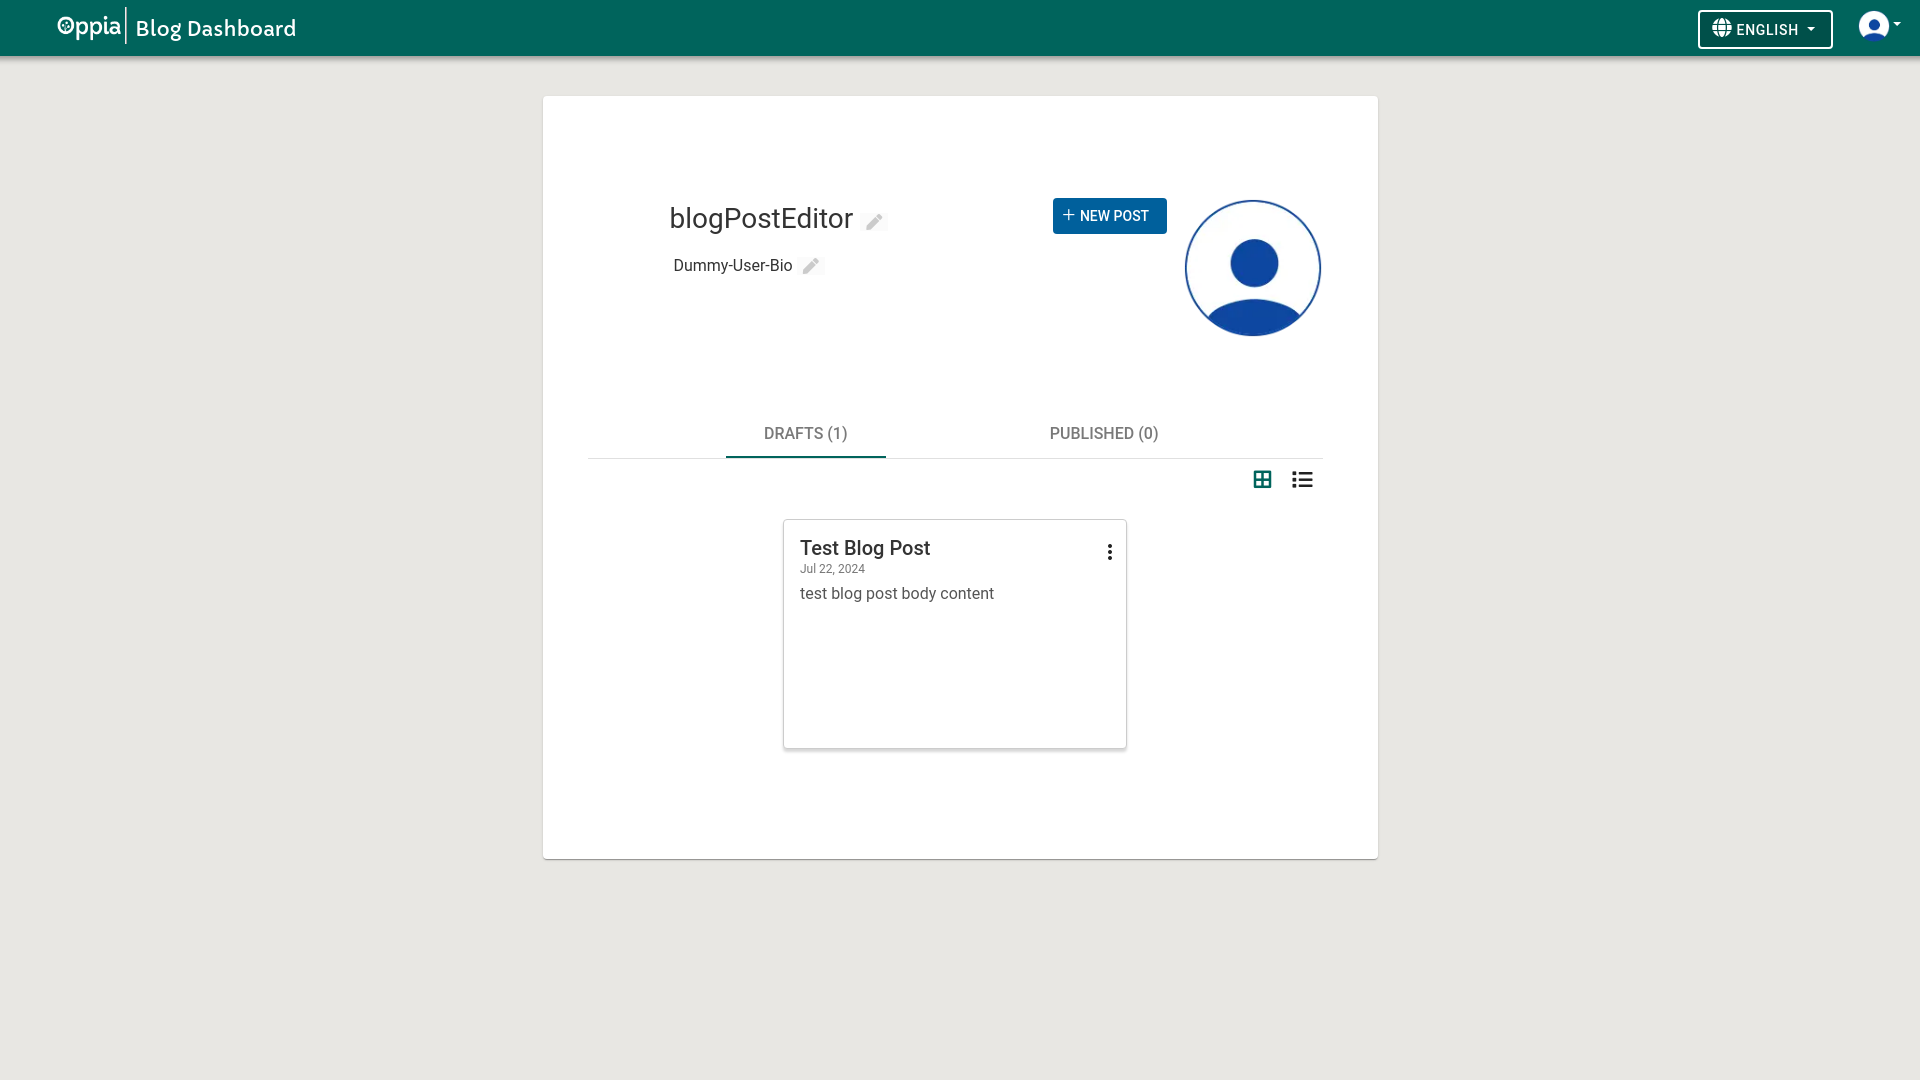 Oppia Blog Dashboard
ENGLISH
blogPostEditor
NEW POST
Dummy-User-Bio
DRAFTS (1)
PUBLISHED (0)
Test Blog Post
Jul 22, 2024
test blog post body content